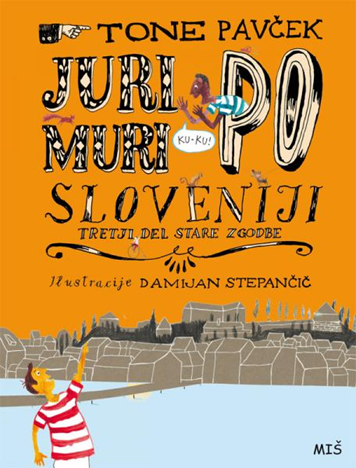 TONE PAVČEK
JURI
MURI
PO
KU-KU!
SLOVENIJI
TRETJI DEL STARE ZGODBE
Ilustracije DAMIJAN STEPANČIČ
MIŠ